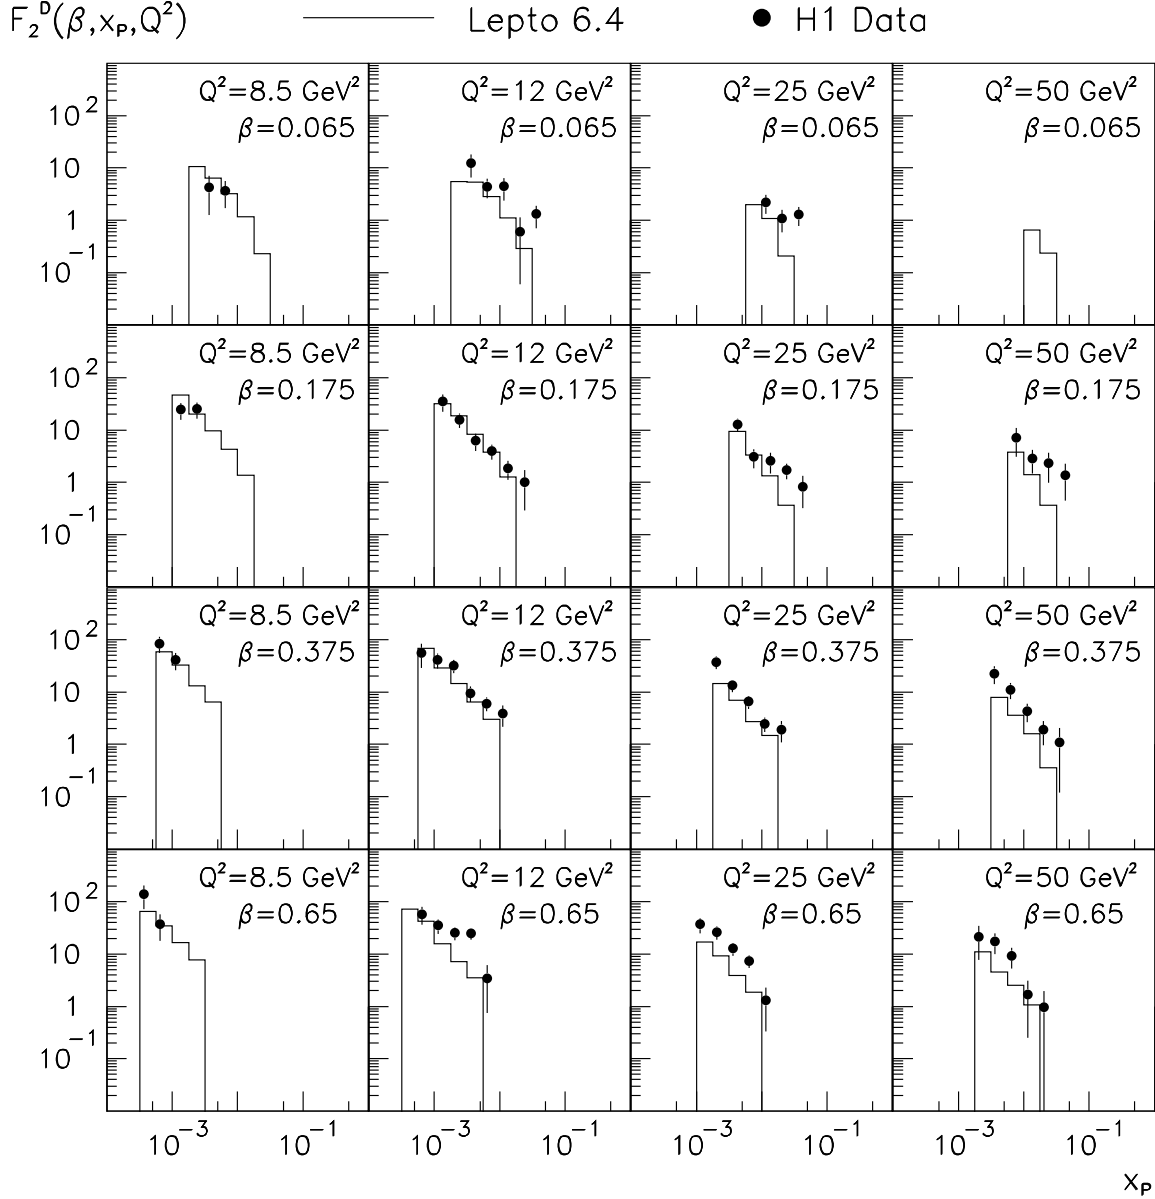 F₂ᴰ(β,x_P,Q²) Lepto 6.4 H1 Data
Q²=8.5 GeV² Q²=12 GeV² Q²=25 GeV² Q²=50 GeV²
10²
β=0.065 β=0.065 β=0.065 β=0.065
10
1
10⁻¹
Q²=8.5 GeV² Q²=12 GeV² Q²=25 GeV² Q²=50 GeV²
10²
β=0.175 β=0.175 β=0.175 β=0.175
10
1
10⁻¹
Q²=8.5 GeV² Q²=12 GeV² Q²=25 GeV² Q²=50 GeV²
10²
β=0.375 β=0.375 β=0.375 β=0.375
10
1
10⁻¹
Q²=8.5 GeV² Q²=12 GeV² Q²=25 GeV² Q²=50 GeV²
10²
β=0.65 β=0.65 β=0.65 β=0.65
10
1
10⁻¹
10⁻³ 10⁻¹ 10⁻³ 10⁻¹ 10⁻³ 10⁻¹ 10⁻³ 10⁻¹
x_P